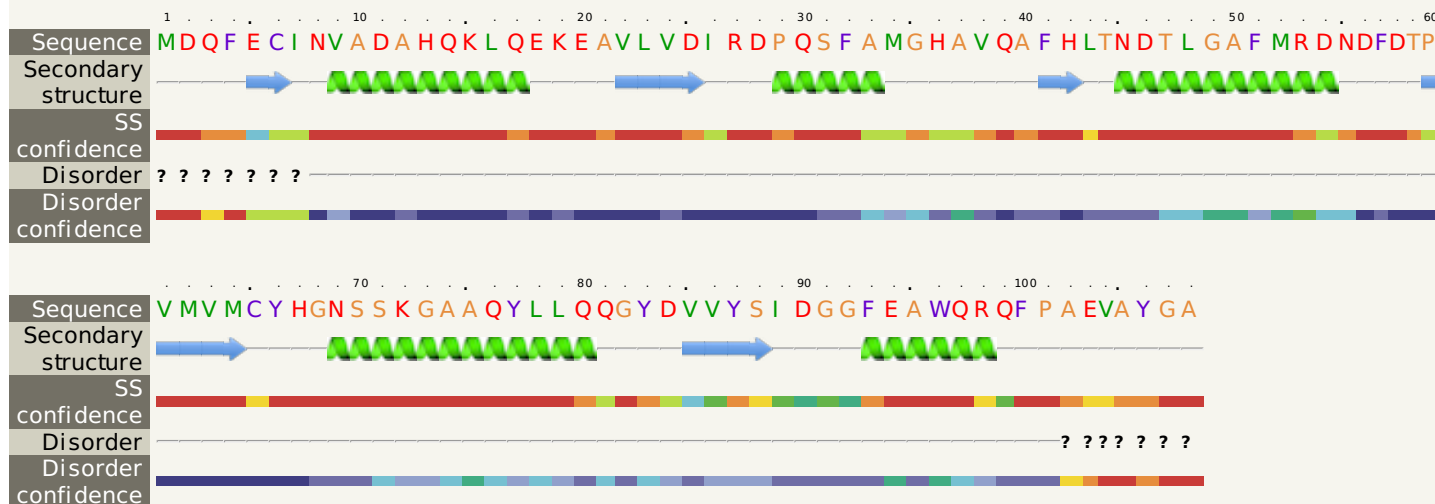 1 10 20 30 40 50 60
Sequence MDQFECINVADAHQKLQEKEAVLVDIRDPQSFAMGHAVQAFHLTNDTLGAFMRDNDFDTP
Secondary
structure
SS
confidence
Disorder ? ? ? ? ? ? ?
Disorder
confidence
70 80 90 100
Sequence VMVMCYHGNSSKGAAQYLLQQGYDVVYSIDGGFEAWQRQFPAEVAYGA
Secondary
structure
SS
confidence
Disorder ? ? ? ? ? ? ?
Disorder
confidence